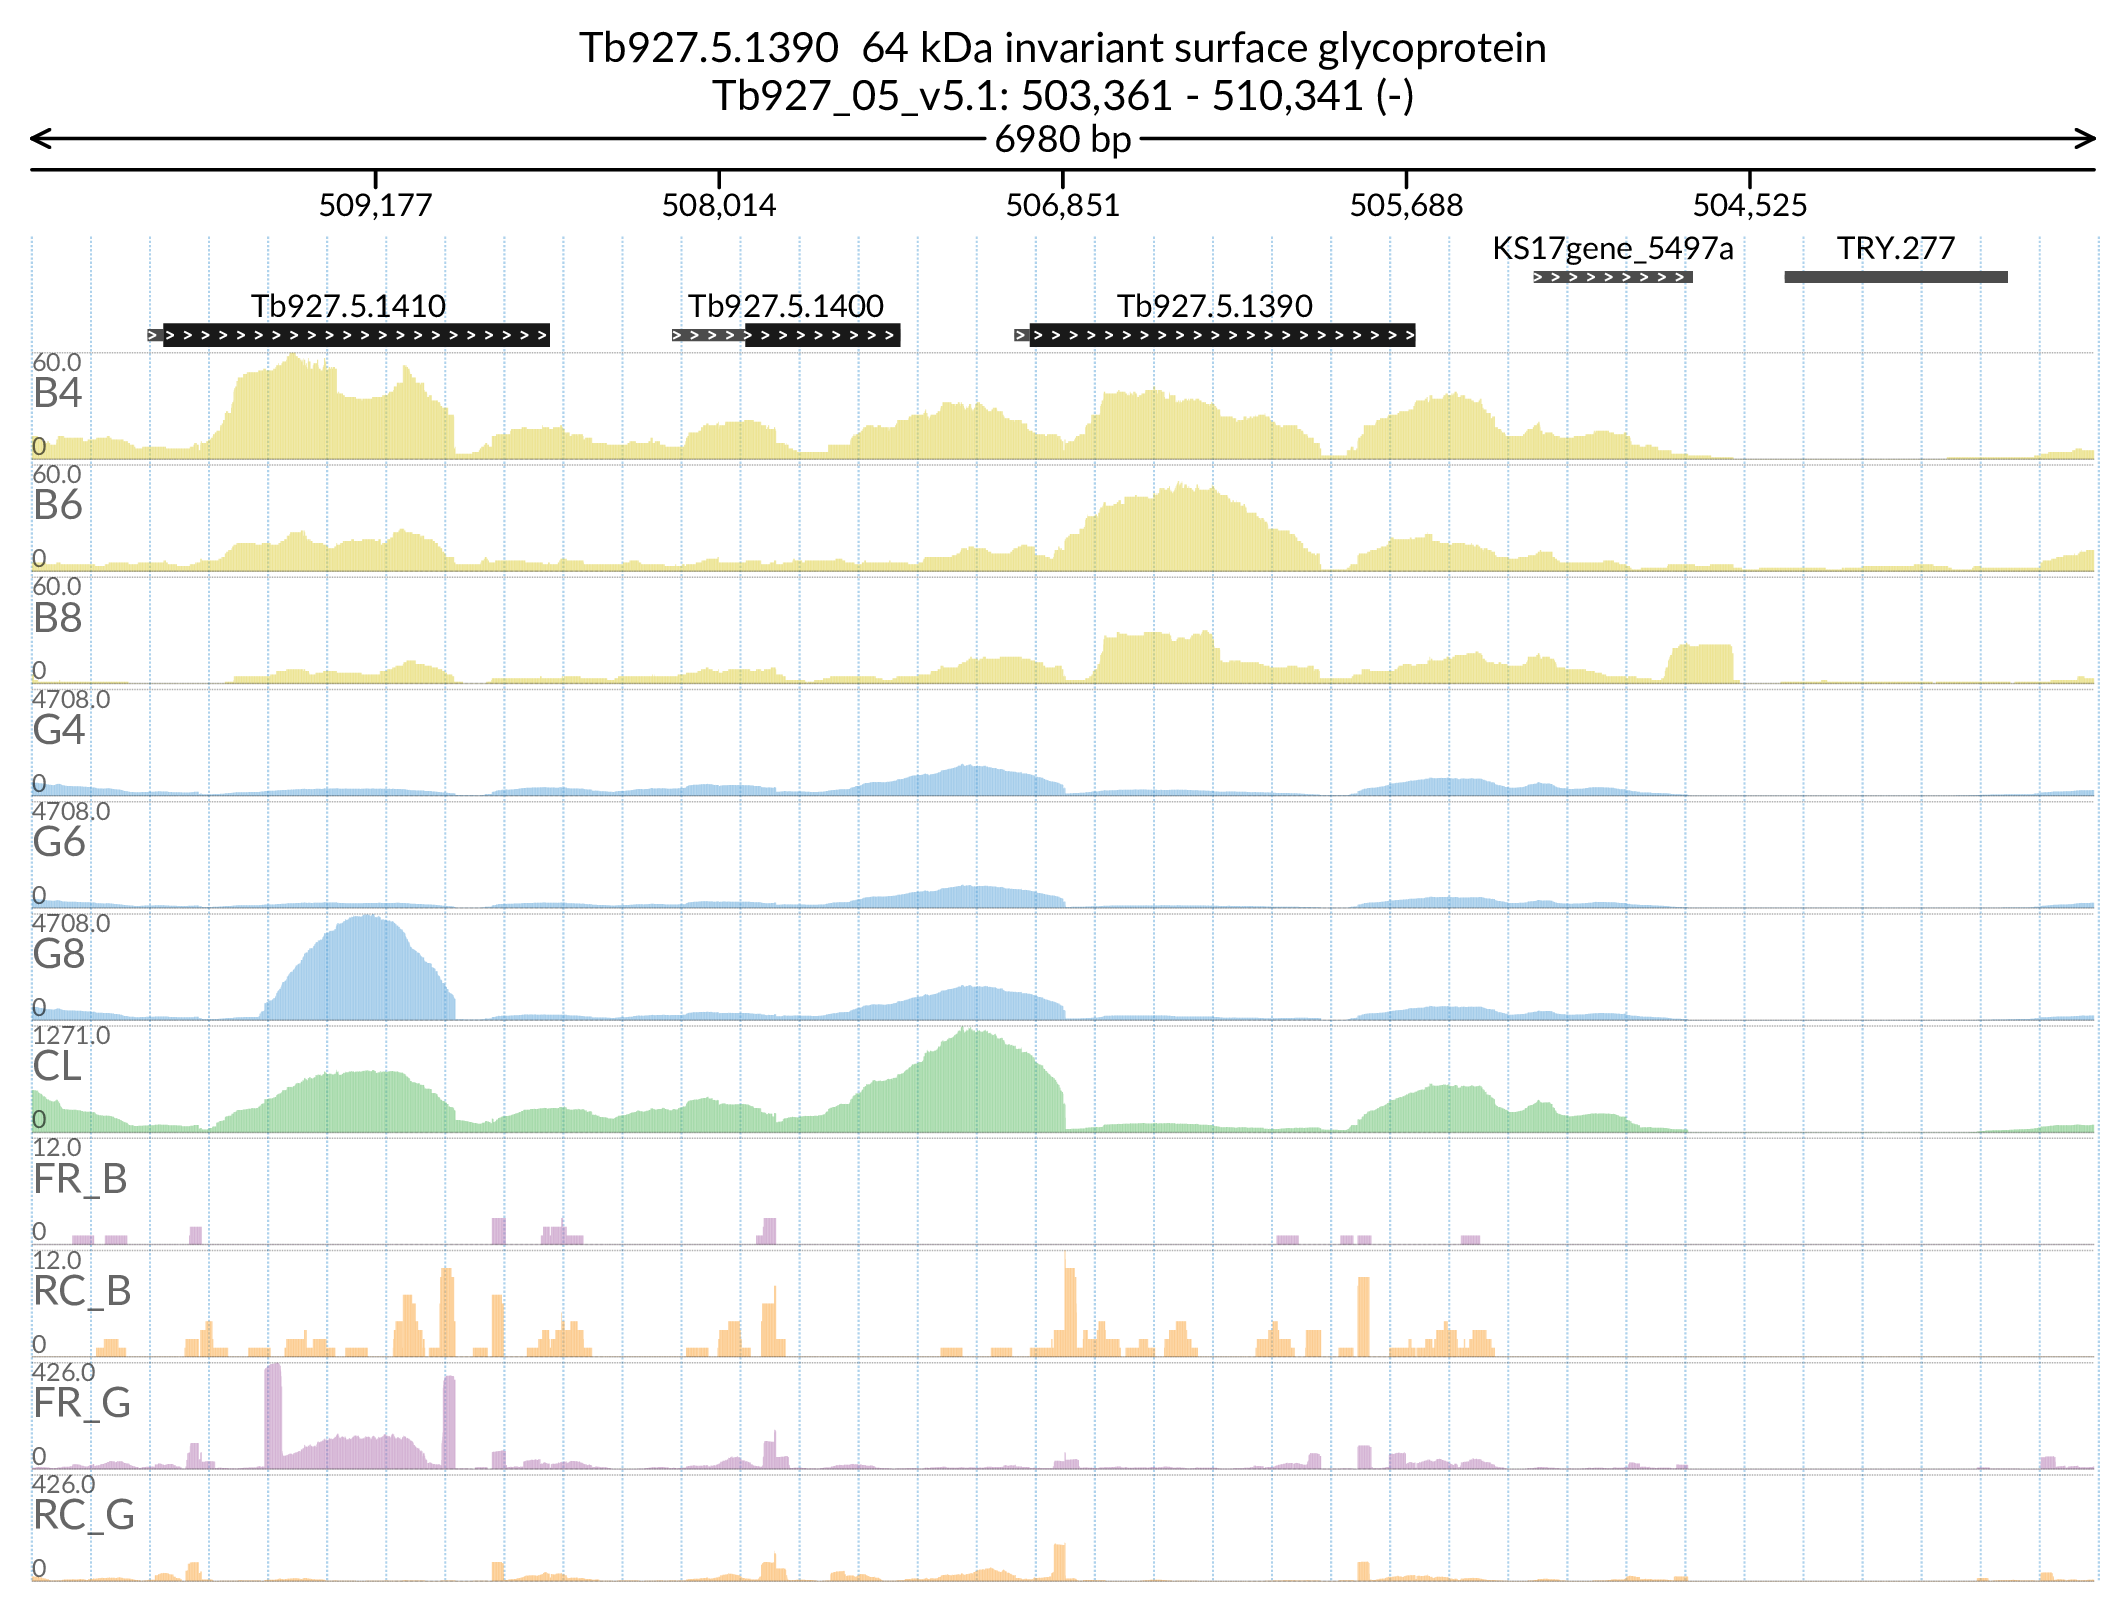 Tb927.5.1390  64 kDa invariant surface glycoprotein
Tb927_05_v5.1: 503,361 - 510,341 (-)
6980 bp
509,177 508,014 506,851 505,688 504,525
KS17gene_5497a TRY.277
Tb927.5.1410 Tb927.5.1400 Tb927.5.1390
60.0
B4
0
60.0
B6
0
60.0
B8
0
4708.0
G4
0
4708.0
G6
0
4708.0
G8
0
1271.0
CL
0
12.0
FR_B
0
12.0
RC_B
0
426.0
FR_G
0
426.0
RC_G
0